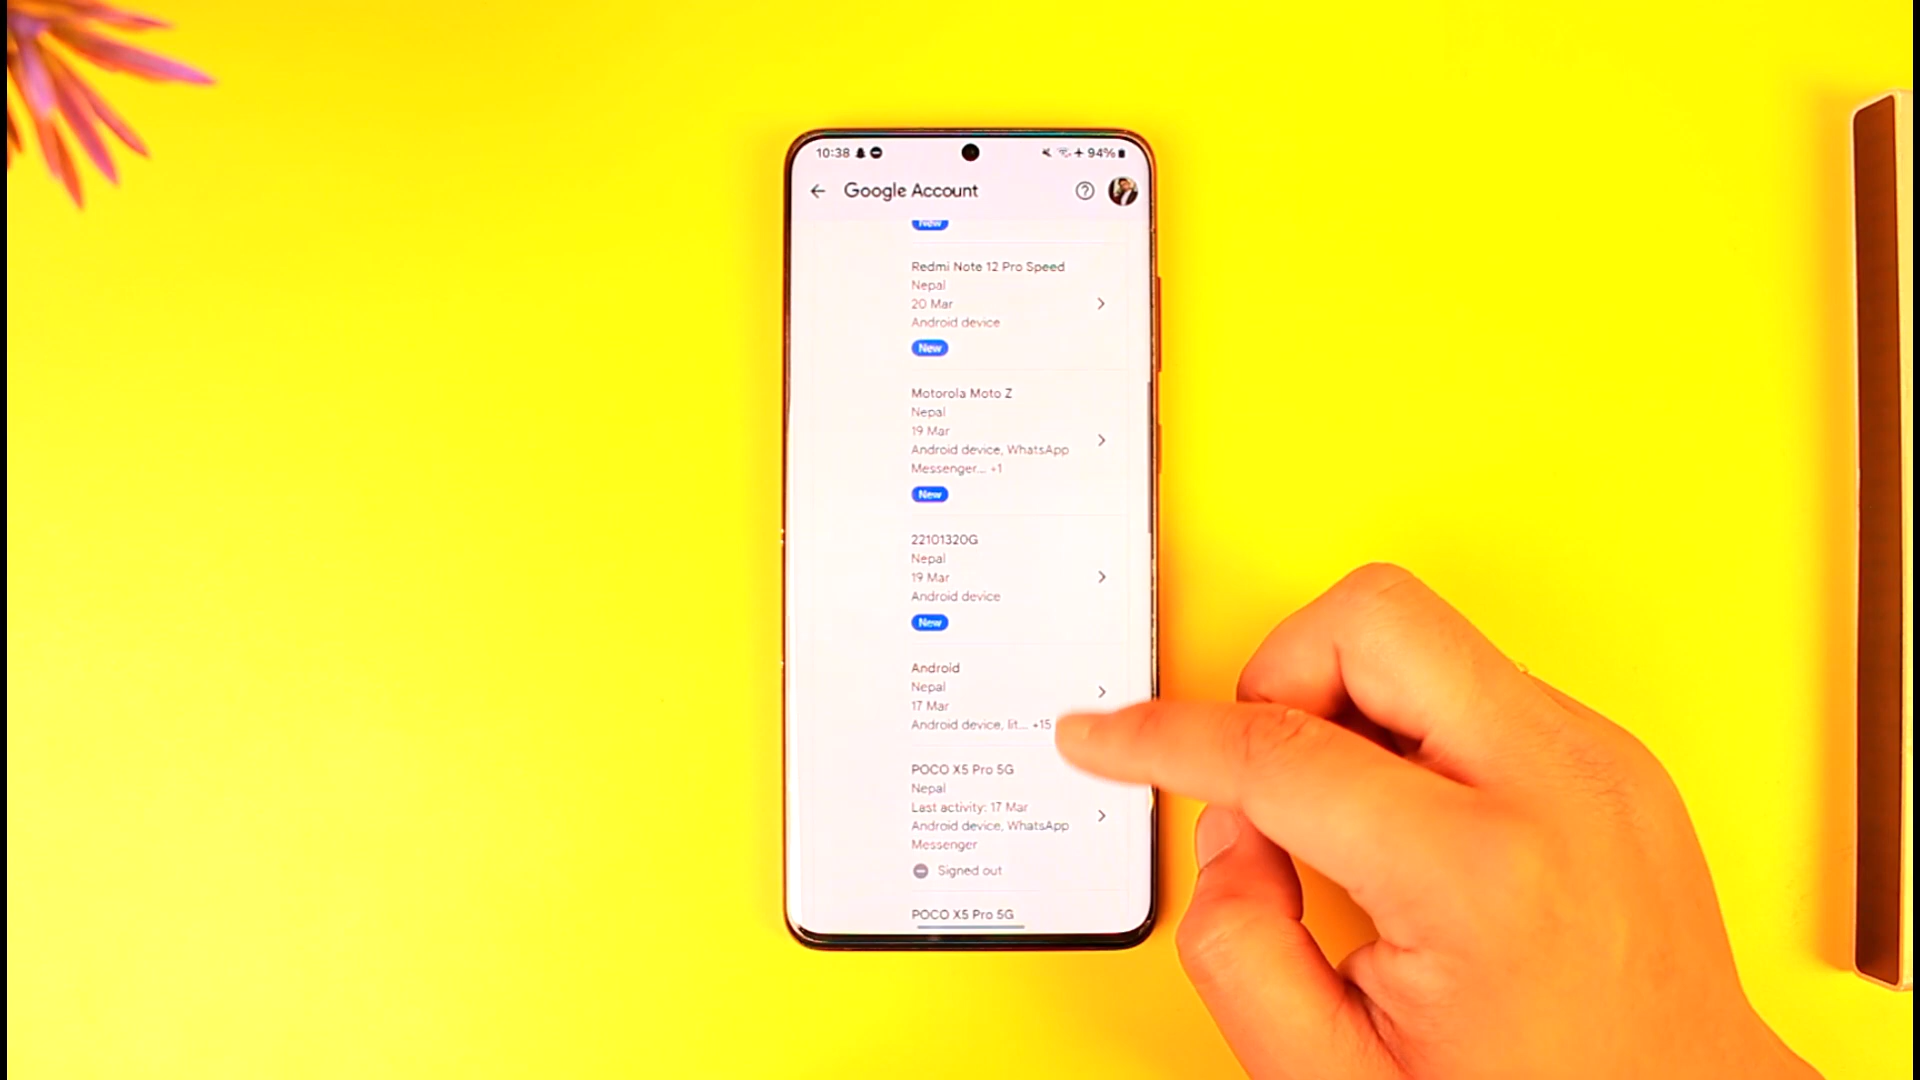 10:38
94%
Google Account
New
Redmi Note 12 Pro Speed
Nepal
20 Mar
Android device
New
Motorola Moto Z
Nepal
19 Mar
Android device, WhatsApp
Messenger... +1
New
22101320G
Nepal
19 Mar
Android device
New
Android
Nepal
17 Mar
Android device, lit... +15
POCO X5 Pro 5G
Nepal
Last activity: 17 Mar
Android device, WhatsApp
Messenger
Signed out
POCO X5 Pro 5G